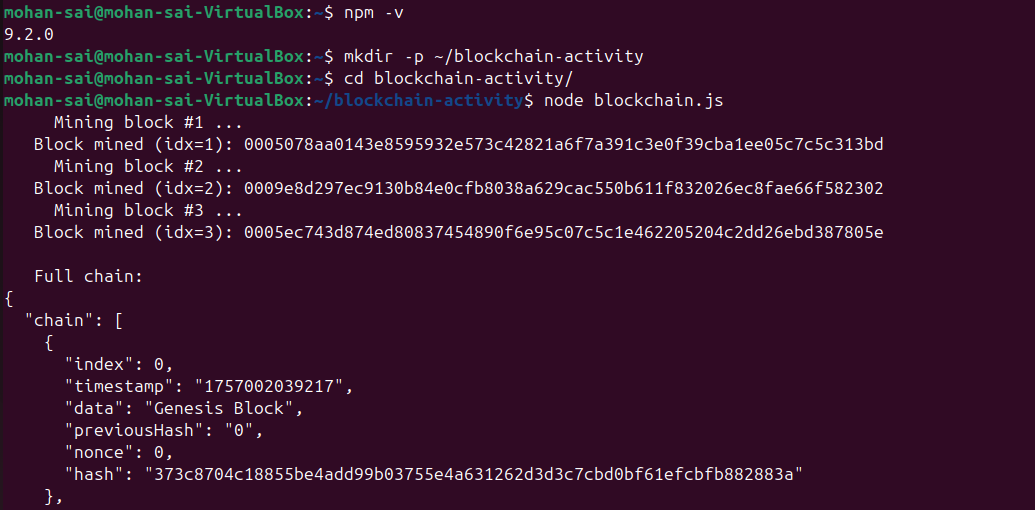 mohan-sai@mohan-sai-VirtualBox:~$ npm -v
9.2.0
mohan-sai@mohan-sai-VirtualBox:~$ mkdir -p ~/blockchain-activity
mohan-sai@mohan-sai-VirtualBox:~$ cd blockchain-activity/
mohan-sai@mohan-sai-VirtualBox:~/blockchain-activity$ node blockchain.js
Mining block #1 ...
Block mined (idx=1): 0005078aa0143e8595932e573c42821a6f7a391c3e0f39cba1ee05c7c5c313bd
Mining block #2 ...
Block mined (idx=2): 0009e8d297ec9130b84e0cfb8038a629cac550b611f832026ec8fae66f582302
Mining block #3 ...
Block mined (idx=3): 0005ec743d874ed80837454890f6e95c07c5c1e462205204c2dd26ebd387805e
Full chain:
{
"chain": [
{
"index": 0,
"timestamp": "1757002039217",
"data": "Genesis Block",
"previousHash": "0",
"nonce": 0,
"hash": "373c8704c18855be4add99b03755e4a631262d3d3c7cbd0bf61efcbfb882883a"
},